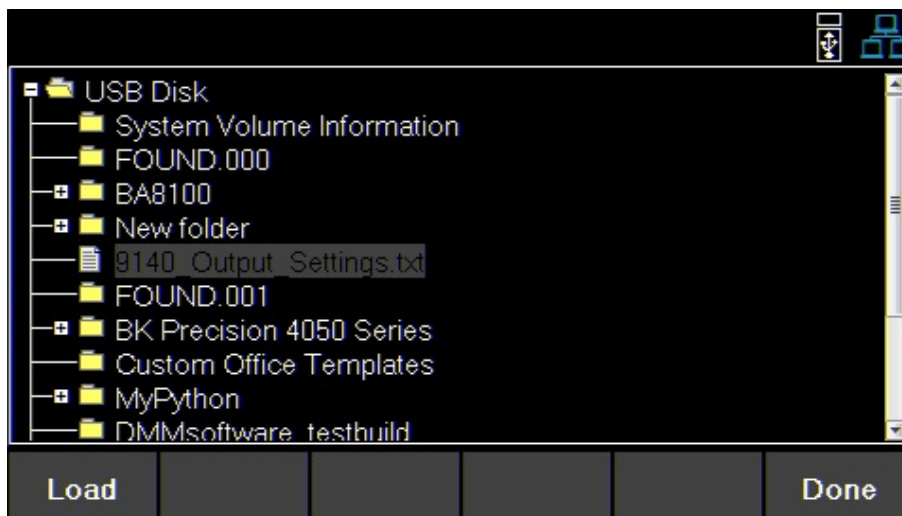 USB Disk
System Volume Information
FOUND.000
BA8100
New folder
9140_Output_Settings.txt
FOUND.001
BK Precision 4050 Series
Custom Office Templates
MyPython
DMMsoftware_testbuild
Load Done